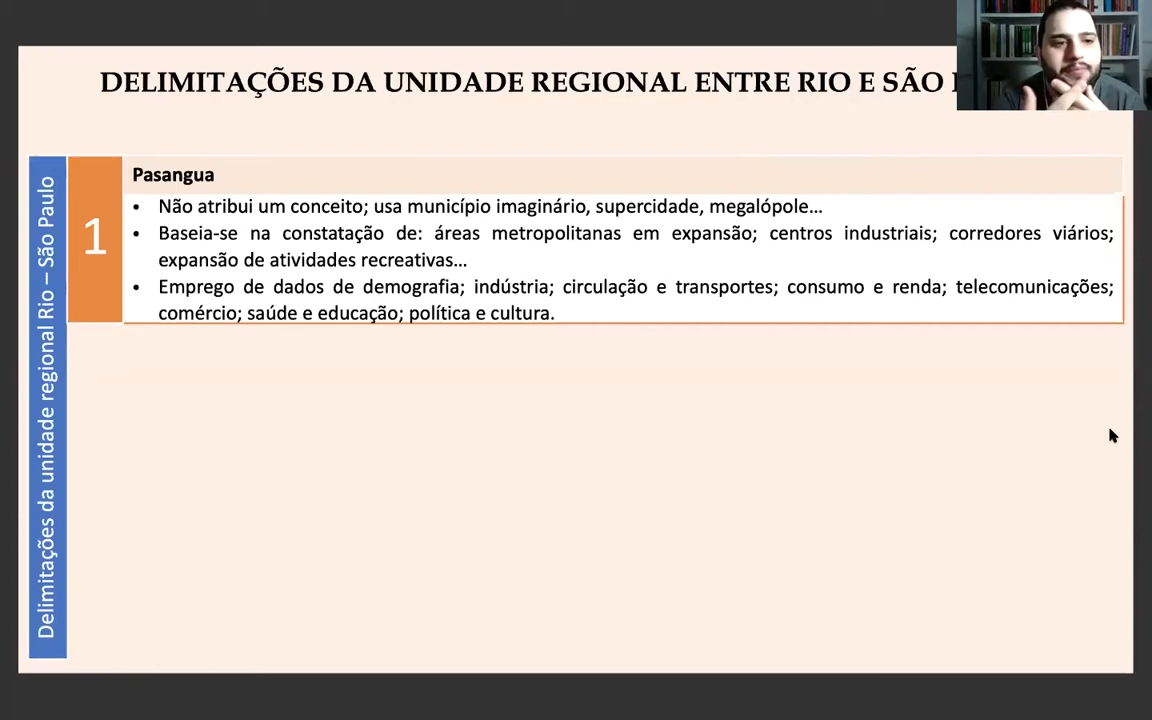 DELIMITAÇÕES DA UNIDADE REGIONAL ENTRE RIO E SÃO
Delimitações da unidade regional Rio – São Paulo
1
Pasangua
• Não atribui um conceito; usa município imaginário, supercidade, megalópole...
• Baseia-se na constatação de: áreas metropolitanas em expansão; centros industriais; corredores viários;
expansão de atividades recreativas...
• Emprego de dados de demografia; indústria; circulação e transportes; consumo e renda; telecomunicações;
comércio; saúde e educação; política e cultura.